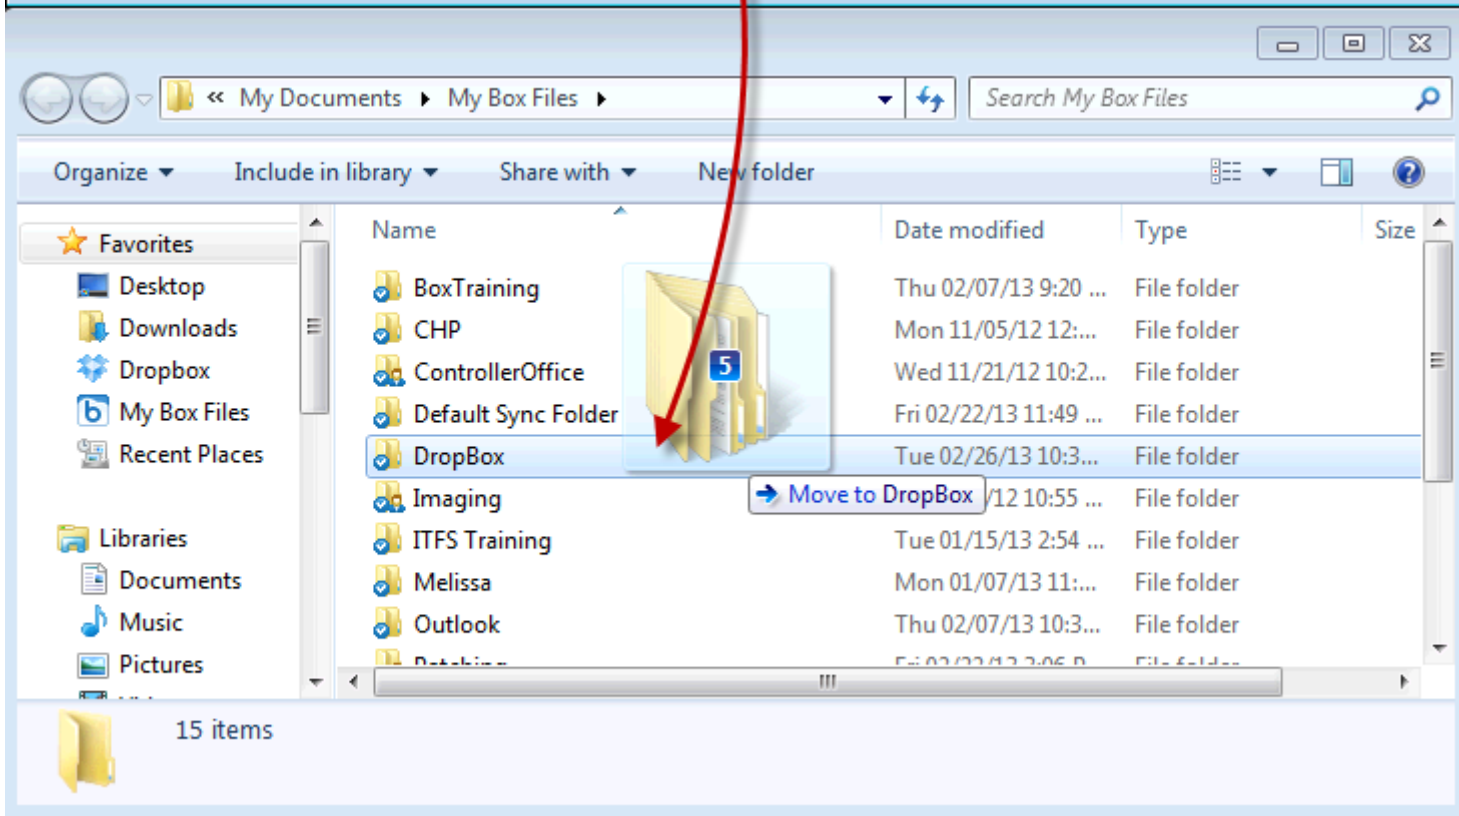 « My Documents ▸ My Box Files ▸ Search My Box Files
Organize Include in library Share with New folder
Favorites
Desktop
Downloads
Dropbox
My Box Files
Recent Places
Libraries
Documents
Music
Pictures
Name Date modified Type Size
BoxTraining Thu 02/07/13 9:20 ... File folder
CHP Mon 11/05/12 12:... File folder
ControllerOffice Wed 11/21/12 10:2... File folder
Default Sync Folder Fri 02/22/13 11:49 ... File folder
DropBox Tue 02/26/13 10:3... File folder
Imaging /12 10:55 ... File folder
ITFS Training Tue 01/15/13 2:54 ... File folder
Melissa Mon 01/07/13 11:... File folder
Outlook Thu 02/07/13 10:3... File folder
5
Move to DropBox
15 items